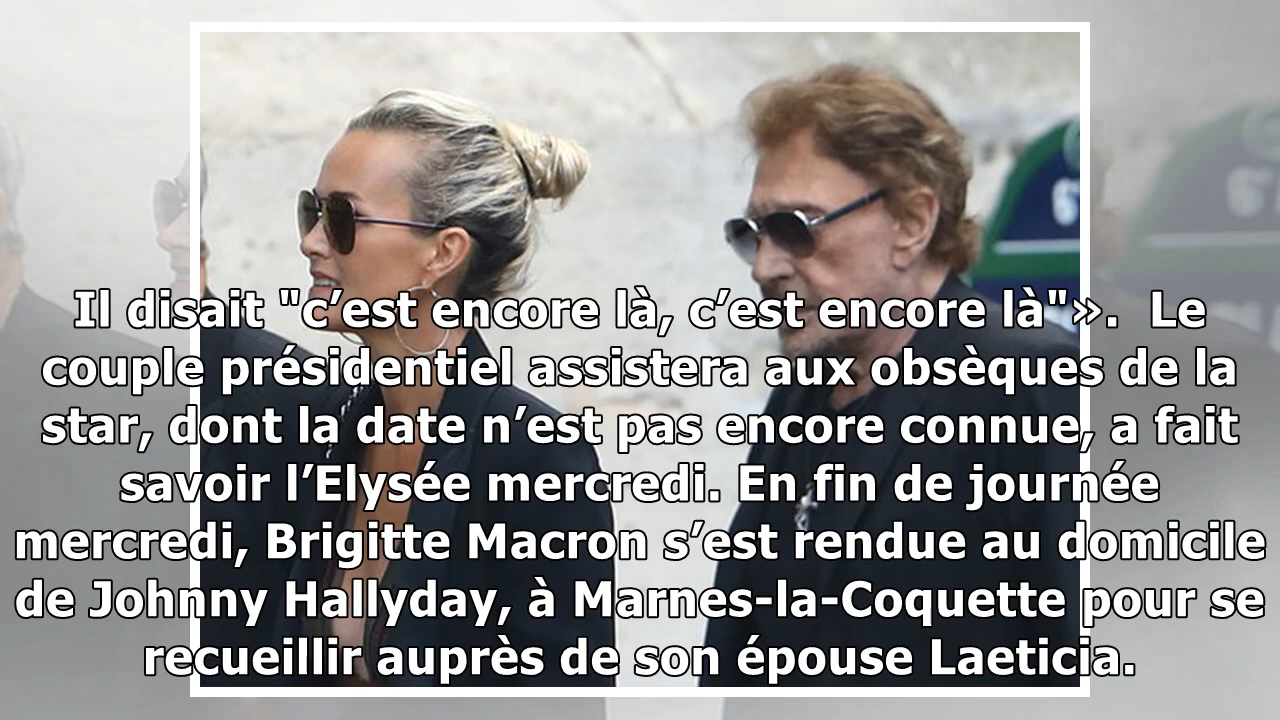 Il disait "c’est encore là, c’est encore là"».  Le
couple présidentiel assistera aux obsèques de la
star, dont la date n’est pas encore connue, a fait
savoir l’Elysée mercredi. En fin de journée
mercredi, Brigitte Macron s’est rendue au domicile
de Johnny Hallyday, à Marnes-la-Coquette pour se
recueillir auprès de son épouse Laeticia.